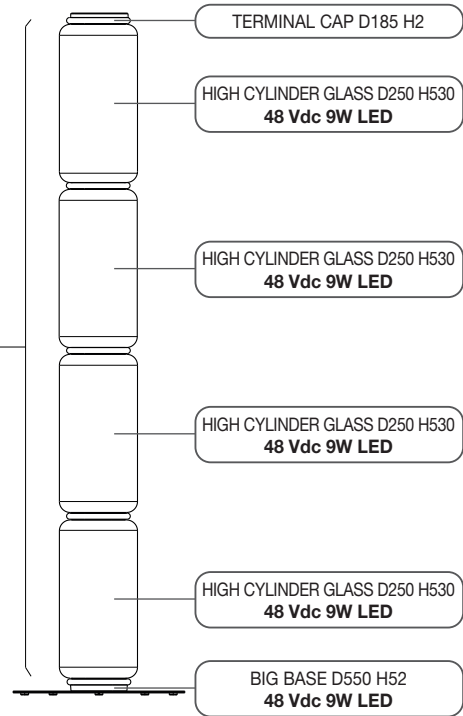 TERMINAL CAP D185 H2
HIGH CYLINDER GLASS D250 H530
48 Vdc 9W LED
HIGH CYLINDER GLASS D250 H530
48 Vdc 9W LED
HIGH CYLINDER GLASS D250 H530
48 Vdc 9W LED
HIGH CYLINDER GLASS D250 H530
48 Vdc 9W LED
BIG BASE D550 H52
48 Vdc 9W LED